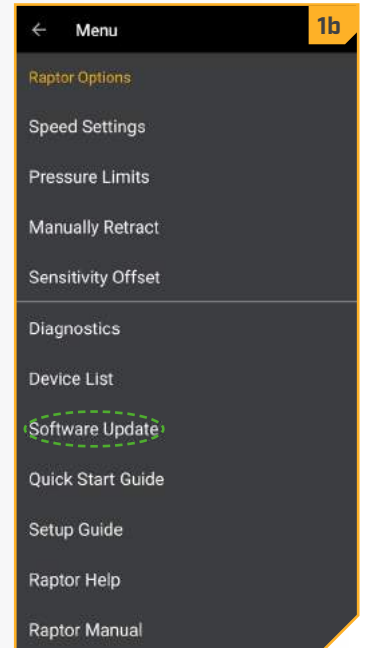 ← Menu
1b
Raptor Options
Speed Settings
Pressure Limits
Manually Retract
Sensitivity Offset
Diagnostics
Device List
Software Update
Quick Start Guide
Setup Guide
Raptor Help
Raptor Manual